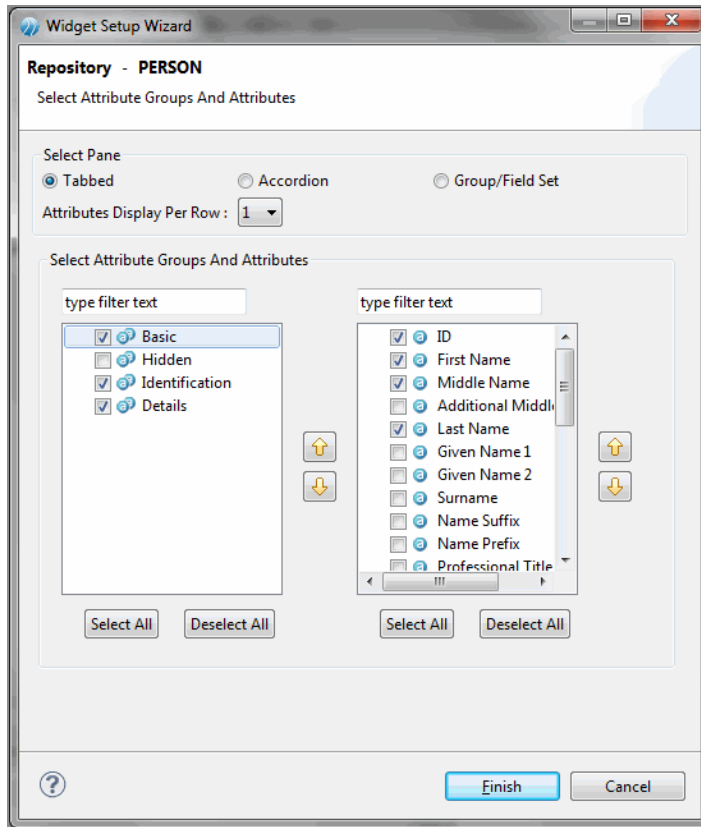 Widget Setup Wizard
Repository - PERSON
Select Attribute Groups And Attributes
Select Pane
Tabbed
Accordion
Group/Field Set
Attributes Display Per Row :
1
Select Attribute Groups And Attributes
type filter text
Basic
Hidden
Identification
Details
Select All
Deselect All
type filter text
ID
First Name
Middle Name
Additional Middl
Last Name
Given Name 1
Given Name 2
Surname
Name Suffix
Name Prefix
Professional Title
Select All
Deselect All
Finish
Cancel